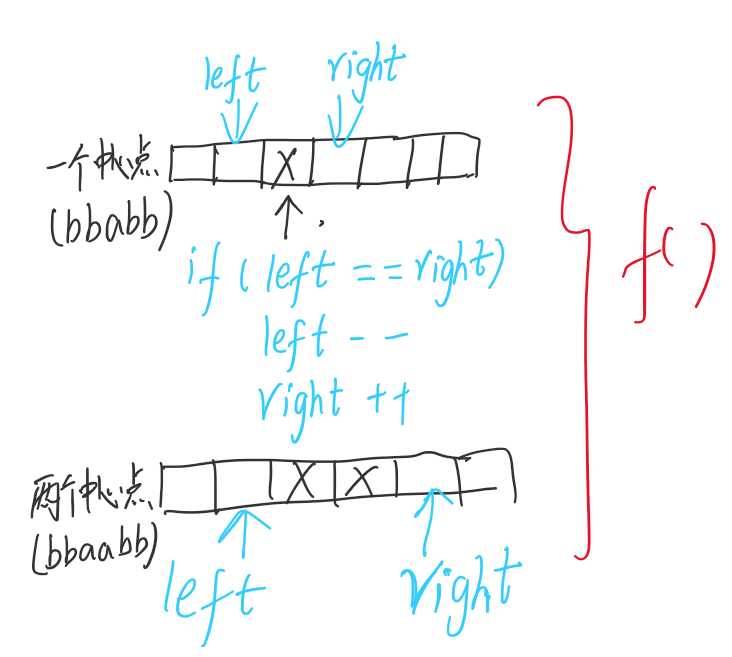 left right
一个中心点
X
(bbabb)
if(left == right)
left --
right ++
f()
两个中心点
X X
(bbaabb)
left right